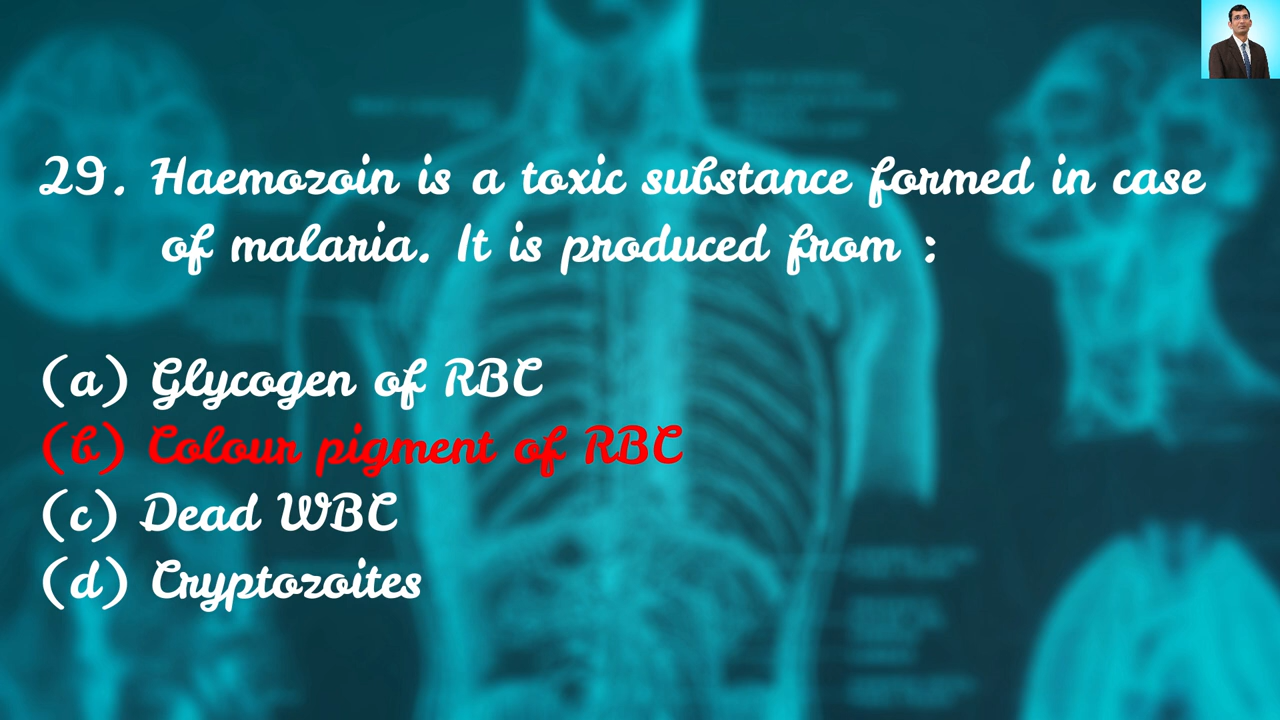 29. Haemozoin is a toxic substance formed in case
of malaria. It is produced from :
(a) Glycogen of RBC
(b) Colour pigment of RBC
(c) Dead WBC
(d) Cryptozoites